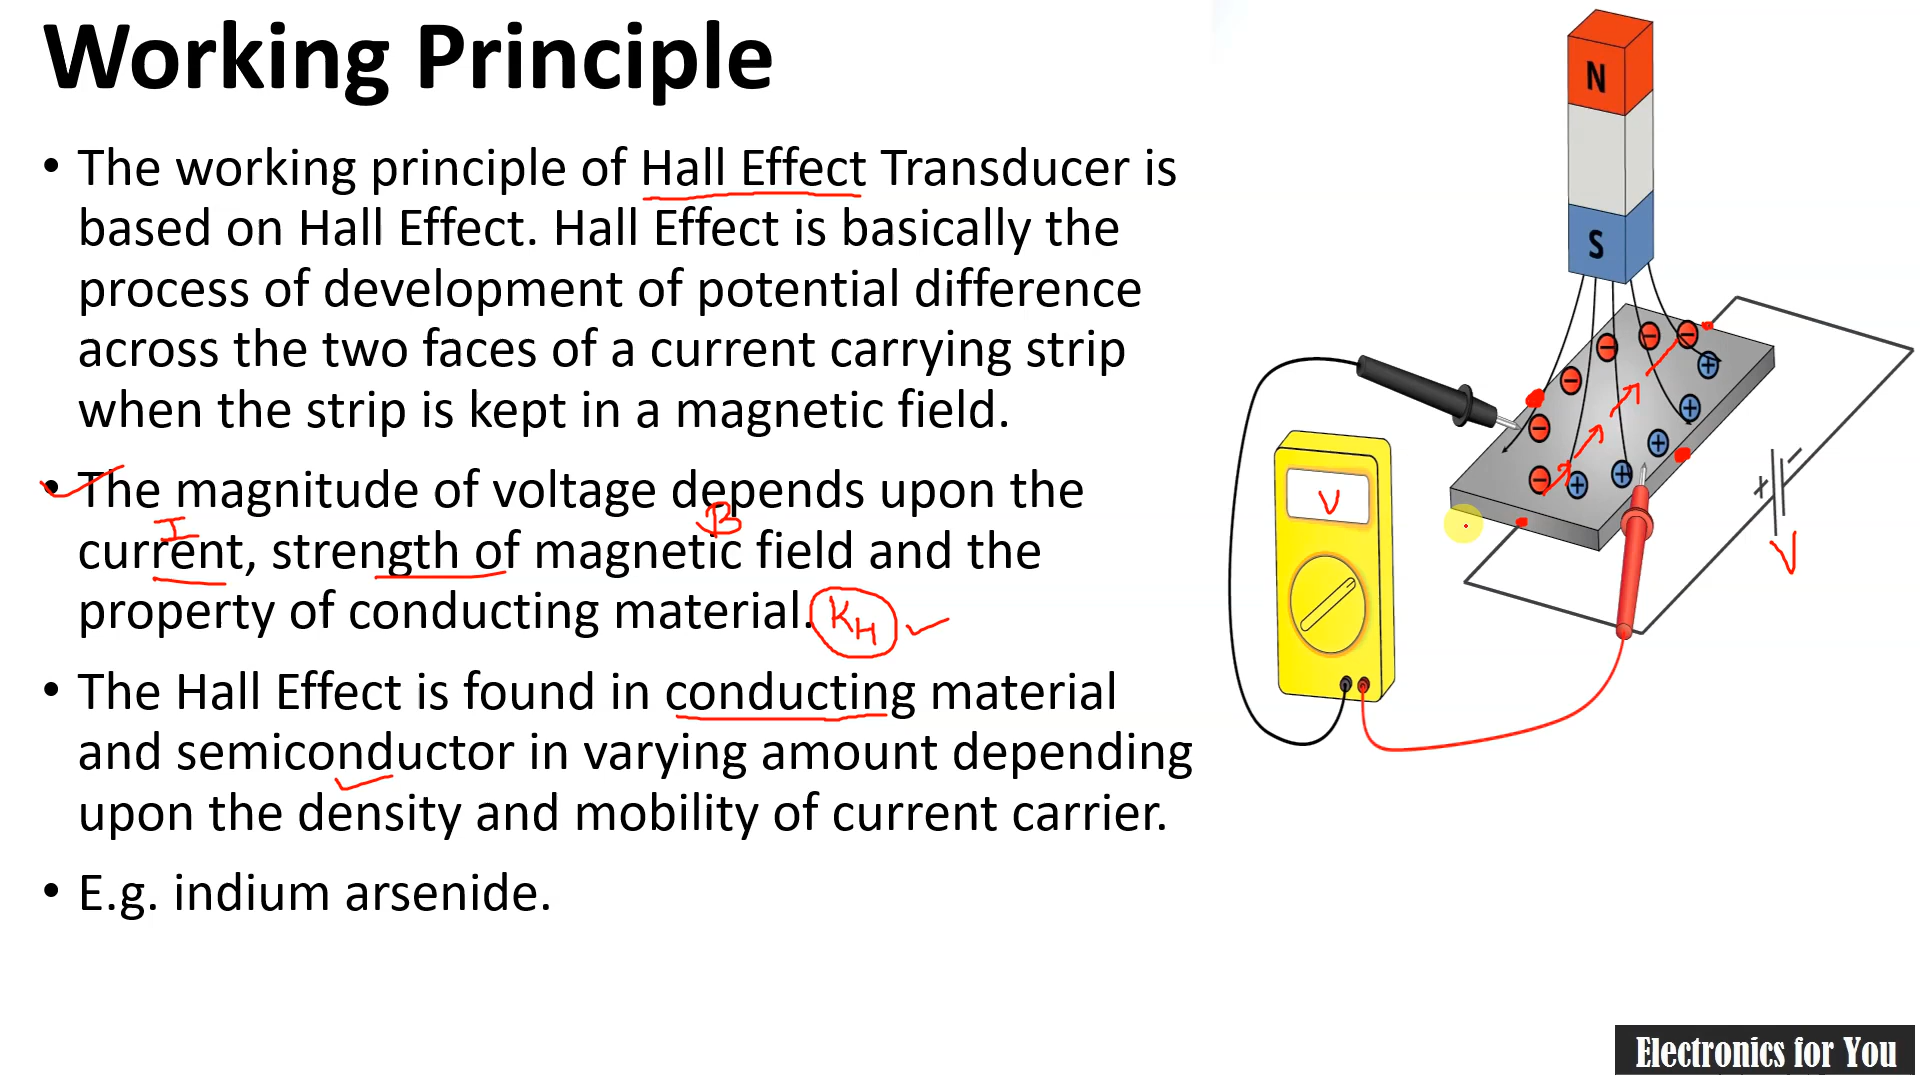 Working Principle
• The working principle of Hall Effect Transducer is
based on Hall Effect. Hall Effect is basically the
process of development of potential difference
across the two faces of a current carrying strip
when the strip is kept in a magnetic field.
• The magnitude of voltage depends upon the
I B
current, strength of magnetic field and the
property of conducting material. KH
• The Hall Effect is found in conducting material
and semiconductor in varying amount depending
upon the density and mobility of current carrier.
• E.g. indium arsenide.
N
S
− − − − − −
+ + + + +
V
+ −
V
Electronics for You